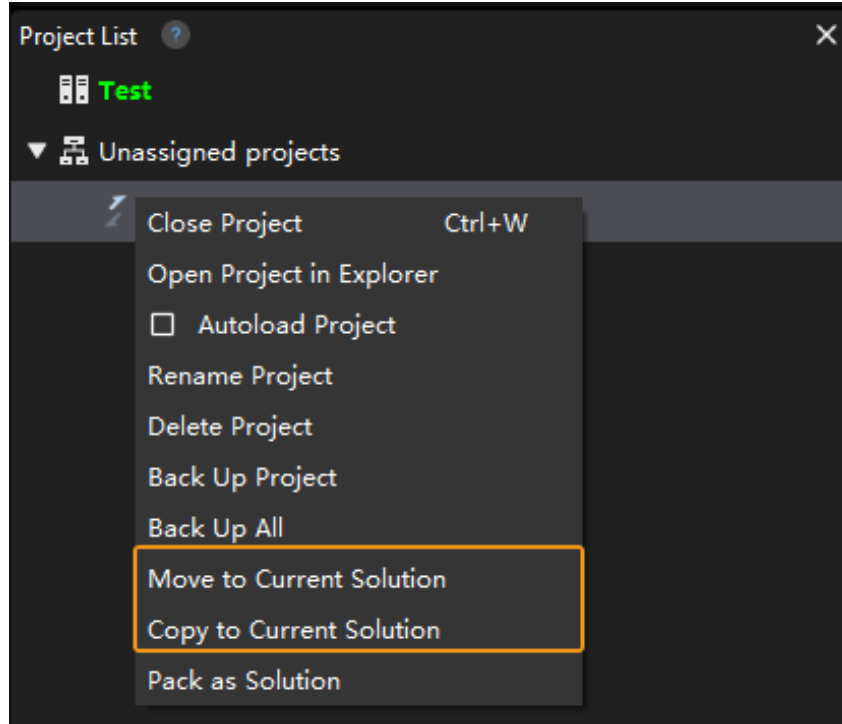 Project List ?
Test
Unassigned projects
Close Project Ctrl+W
Open Project in Explorer
Autoload Project
Rename Project
Delete Project
Back Up Project
Back Up All
Move to Current Solution
Copy to Current Solution
Pack as Solution